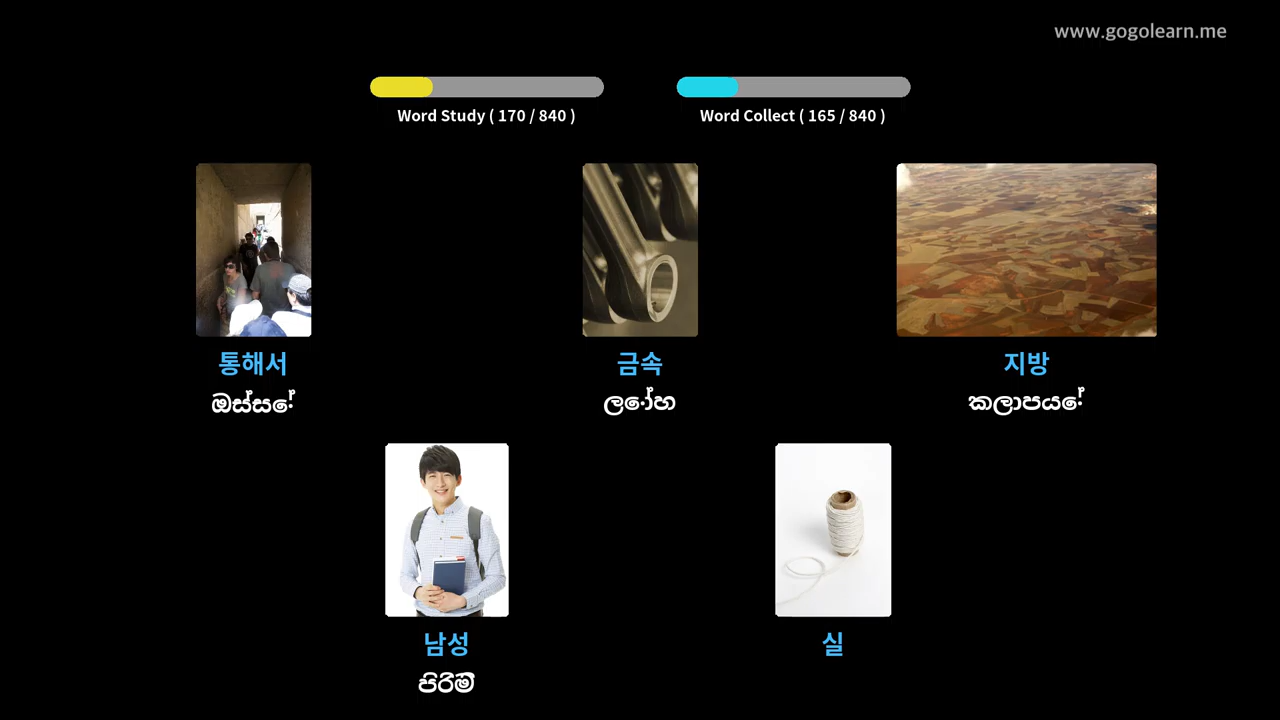 www.gogolearn.me
Word Study ( 170 / 840 )
Word Collect ( 165 / 840 )
통해서
ඔස්සේ
금속
ලෝහ
지방
කලාපයේ
남성
පිරිමි
실